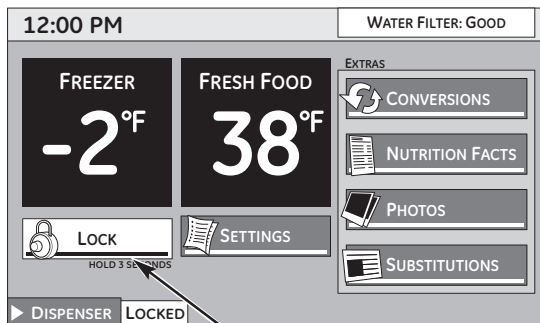 12:00 PM
WATER FILTER: GOOD
FREEZER
-2°F
FRESH FOOD
38°F
EXTRAS
CONVERSIONS
NUTRITION FACTS
PHOTOS
SUBSTITUTIONS
LOCK
HOLD 3 SECONDS
SETTINGS
DISPENSER LOCKED